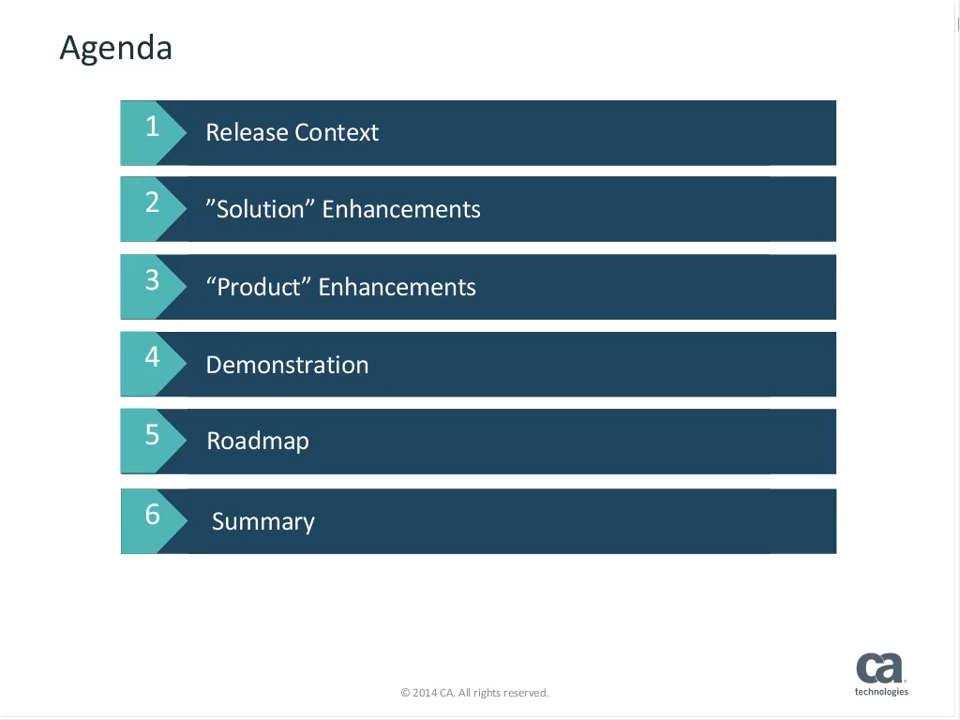 Agenda
1
Release Context
2
”Solution” Enhancements
3
“Product” Enhancements
4
Demonstration
5
Roadmap
6
Summary
© 2014 CA. All rights reserved.
ca
technologies